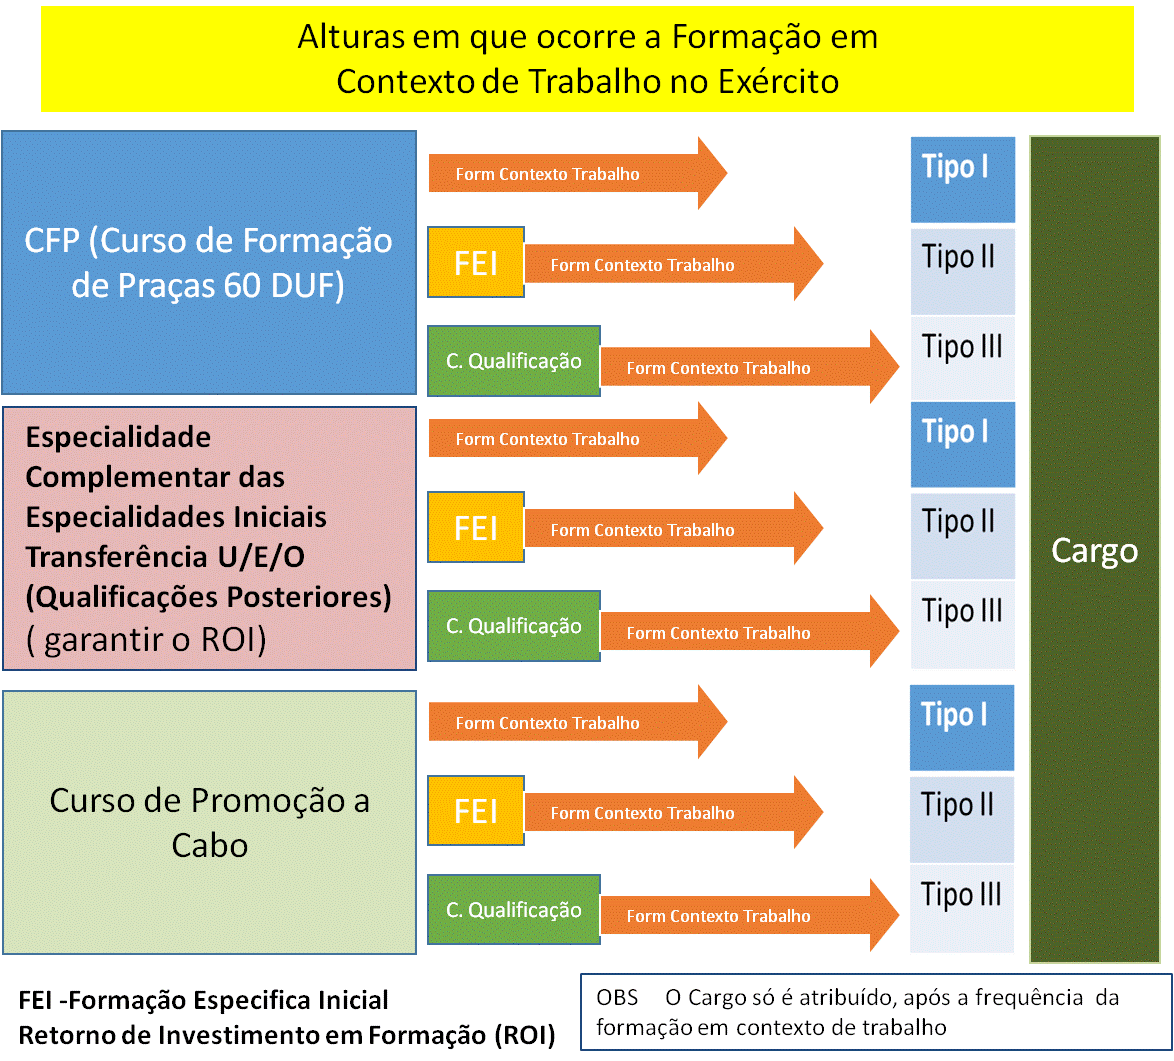 Alturas em que ocorre a Formação em
Contexto de Trabalho no Exército
CFP (Curso de Formação
de Praças 60 DUF)
Form Contexto Trabalho
Tipo I
FEI
Form Contexto Trabalho
Tipo II
C. Qualificação
Form Contexto Trabalho
Tipo III
Especialidade
Complementar das
Especialidades Iniciais
Transferência U/E/O
(Qualificações Posteriores)
( garantir o ROI)
Form Contexto Trabalho
Tipo I
FEI
Form Contexto Trabalho
Tipo II
C. Qualificação
Form Contexto Trabalho
Tipo III
Curso de Promoção a
Cabo
Form Contexto Trabalho
Tipo I
FEI
Form Contexto Trabalho
Tipo II
C. Qualificação
Form Contexto Trabalho
Tipo III
Cargo
FEI -Formação Especifica Inicial
Retorno de Investimento em Formação (ROI)
OBS O Cargo só é atribuído, após a frequência da
formação em contexto de trabalho